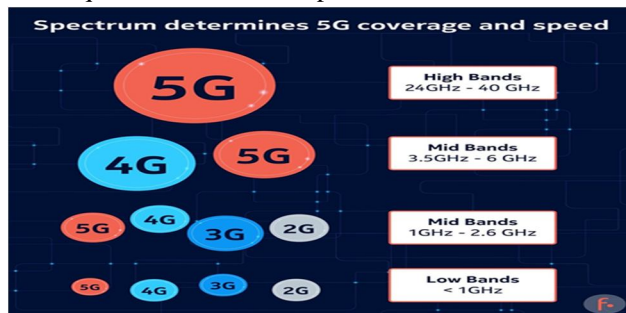 Spectrum determines 5G coverage and speed
5G
High Bands
24GHz - 40 GHz
4G
5G
Mid Bands
3.5GHz - 6 GHz
5G
4G
3G
2G
Mid Bands
1GHz - 2.6 GHz
5G
4G
3G
2G
Low Bands
< 1GHz
F.